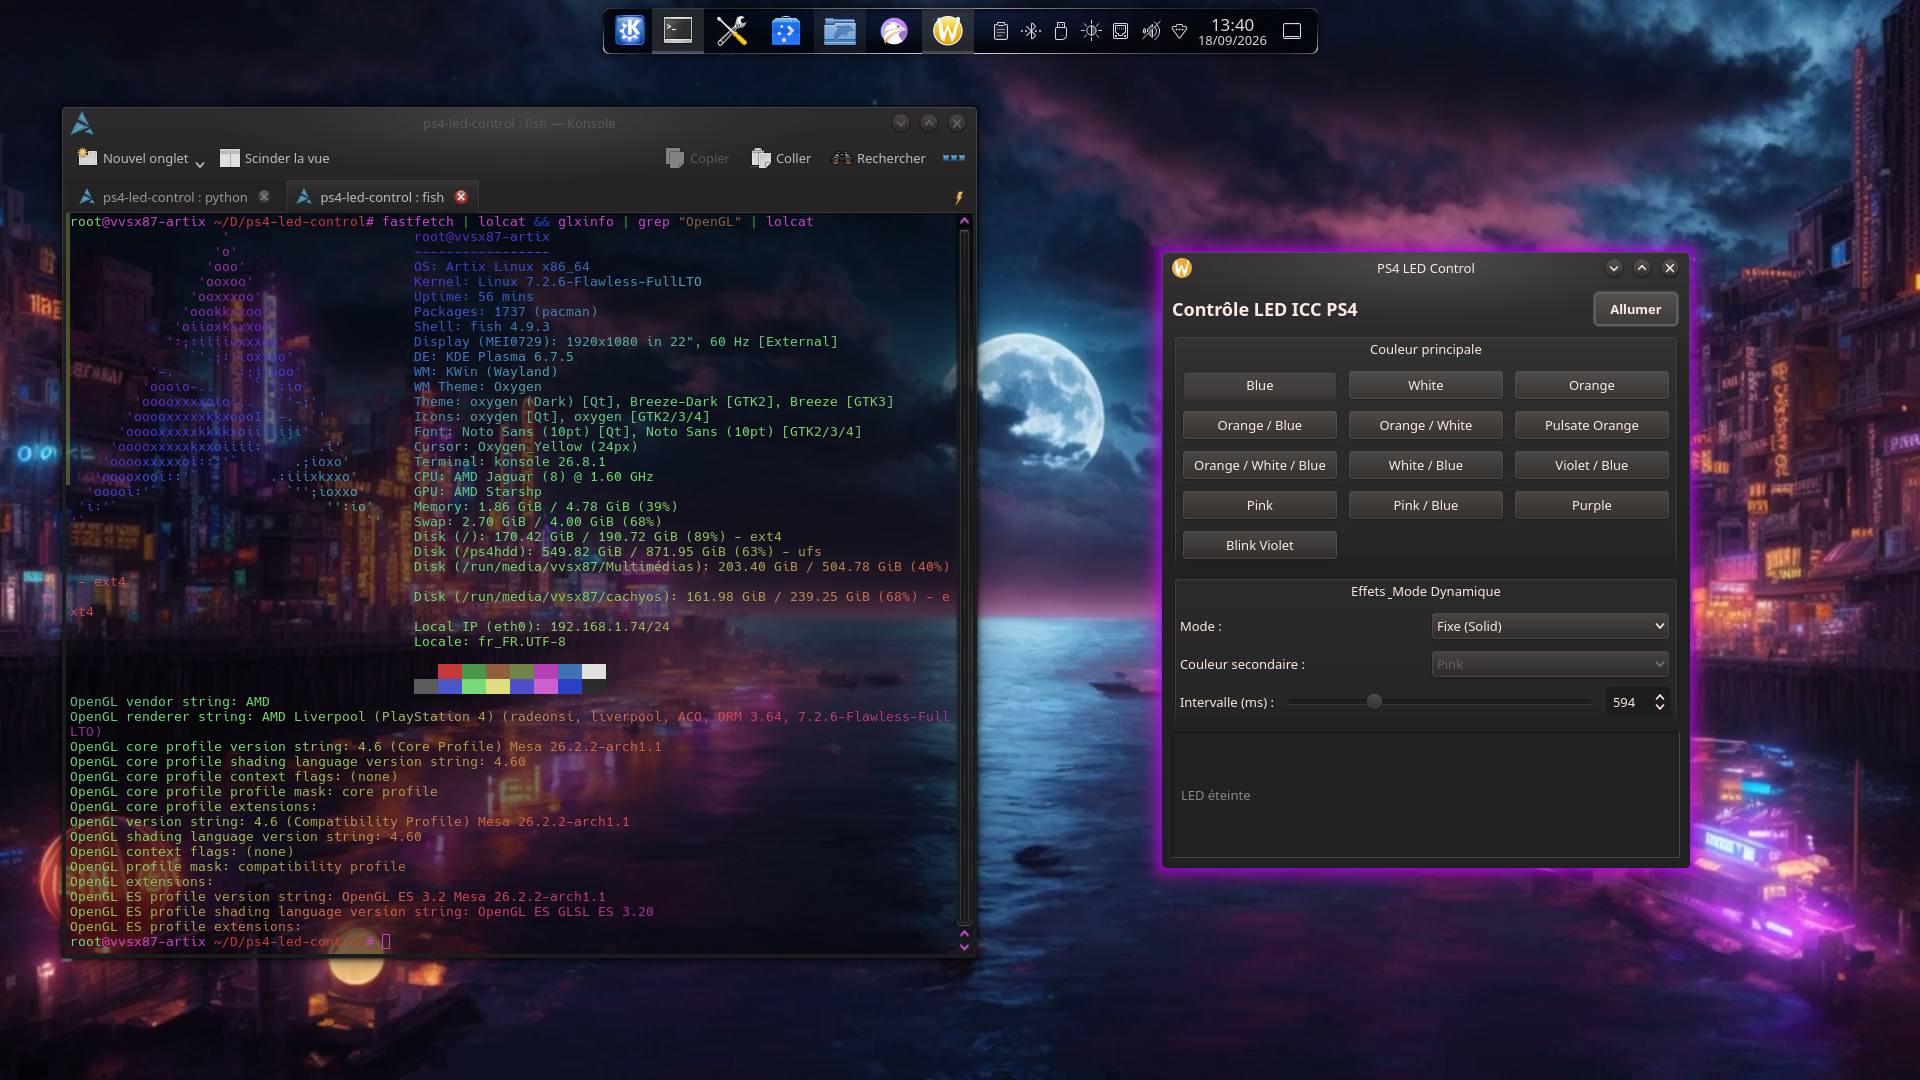 13:40
18/09/2026
ps4-led-control : fish — Konsole
Nouvel onglet
Scinder la vue
Copier
Coller
Rechercher
ps4-led-control : python
ps4-led-control : fish
root@vvsx87-artix ~/D/ps4-led-control# fastfetch | lolcat && glxinfo | grep "OpenGL" | lolcat
root@vvsx87-artix
-----------------
OS: Artix Linux x86_64
Kernel: Linux 7.2.6-Flawless-FullLTO
Uptime: 56 mins
Packages: 1737 (pacman)
Shell: fish 4.9.3
Display (MEI0729): 1920x1080 in 22", 60 Hz [External]
DE: KDE Plasma 6.7.5
WM: KWin (Wayland)
WM Theme: Oxygen
Theme: oxygen (Dark) [Qt], Breeze-Dark [GTK2], Breeze [GTK3]
Icons: oxygen [Qt], oxygen [GTK2/3/4]
Font: Noto Sans (10pt) [Qt], Noto Sans (10pt) [GTK2/3/4]
Cursor: Oxygen_Yellow (24px)
Terminal: konsole 26.8.1
CPU: AMD Jaguar (8) @ 1.60 GHz
GPU: AMD Starshp
Memory: 1.86 GiB / 4.78 GiB (39%)
Swap: 2.70 GiB / 4.00 GiB (68%)
Disk (/): 170.42 GiB / 190.72 GiB (89%) - ext4
Disk (/ps4hdd): 549.82 GiB / 871.95 GiB (63%) - ufs
Disk (/run/media/vvsx87/Multimédias): 203.40 GiB / 504.78 GiB (40%)
- ext4
Disk (/run/media/vvsx87/cachyos): 161.98 GiB / 239.25 GiB (68%) - e
xt4
Local IP (eth0): 192.168.1.74/24
Locale: fr_FR.UTF-8
OpenGL vendor string: AMD
OpenGL renderer string: AMD Liverpool (PlayStation 4) (radeonsi, liverpool, ACO, DRM 3.64, 7.2.6-Flawless-Full
LTO)
OpenGL core profile version string: 4.6 (Core Profile) Mesa 26.2.2-arch1.1
OpenGL core profile shading language version string: 4.60
OpenGL core profile context flags: (none)
OpenGL core profile profile mask: core profile
OpenGL core profile extensions:
OpenGL version string: 4.6 (Compatibility Profile) Mesa 26.2.2-arch1.1
OpenGL shading language version string: 4.60
OpenGL context flags: (none)
OpenGL profile mask: compatibility profile
OpenGL extensions:
OpenGL ES profile version string: OpenGL ES 3.2 Mesa 26.2.2-arch1.1
OpenGL ES profile shading language version string: OpenGL ES GLSL ES 3.20
OpenGL ES profile extensions:
root@vvsx87-artix ~/D/ps4-led-control#
PS4 LED Control
Contrôle LED ICC PS4
Allumer
Couleur principale
Blue
White
Orange
Orange / Blue
Orange / White
Pulsate Orange
Orange / White / Blue
White / Blue
Violet / Blue
Pink
Pink / Blue
Purple
Blink Violet
Effets _Mode Dynamique
Mode :
Fixe (Solid)
Couleur secondaire :
Pink
Intervalle (ms) :
594
LED éteinte